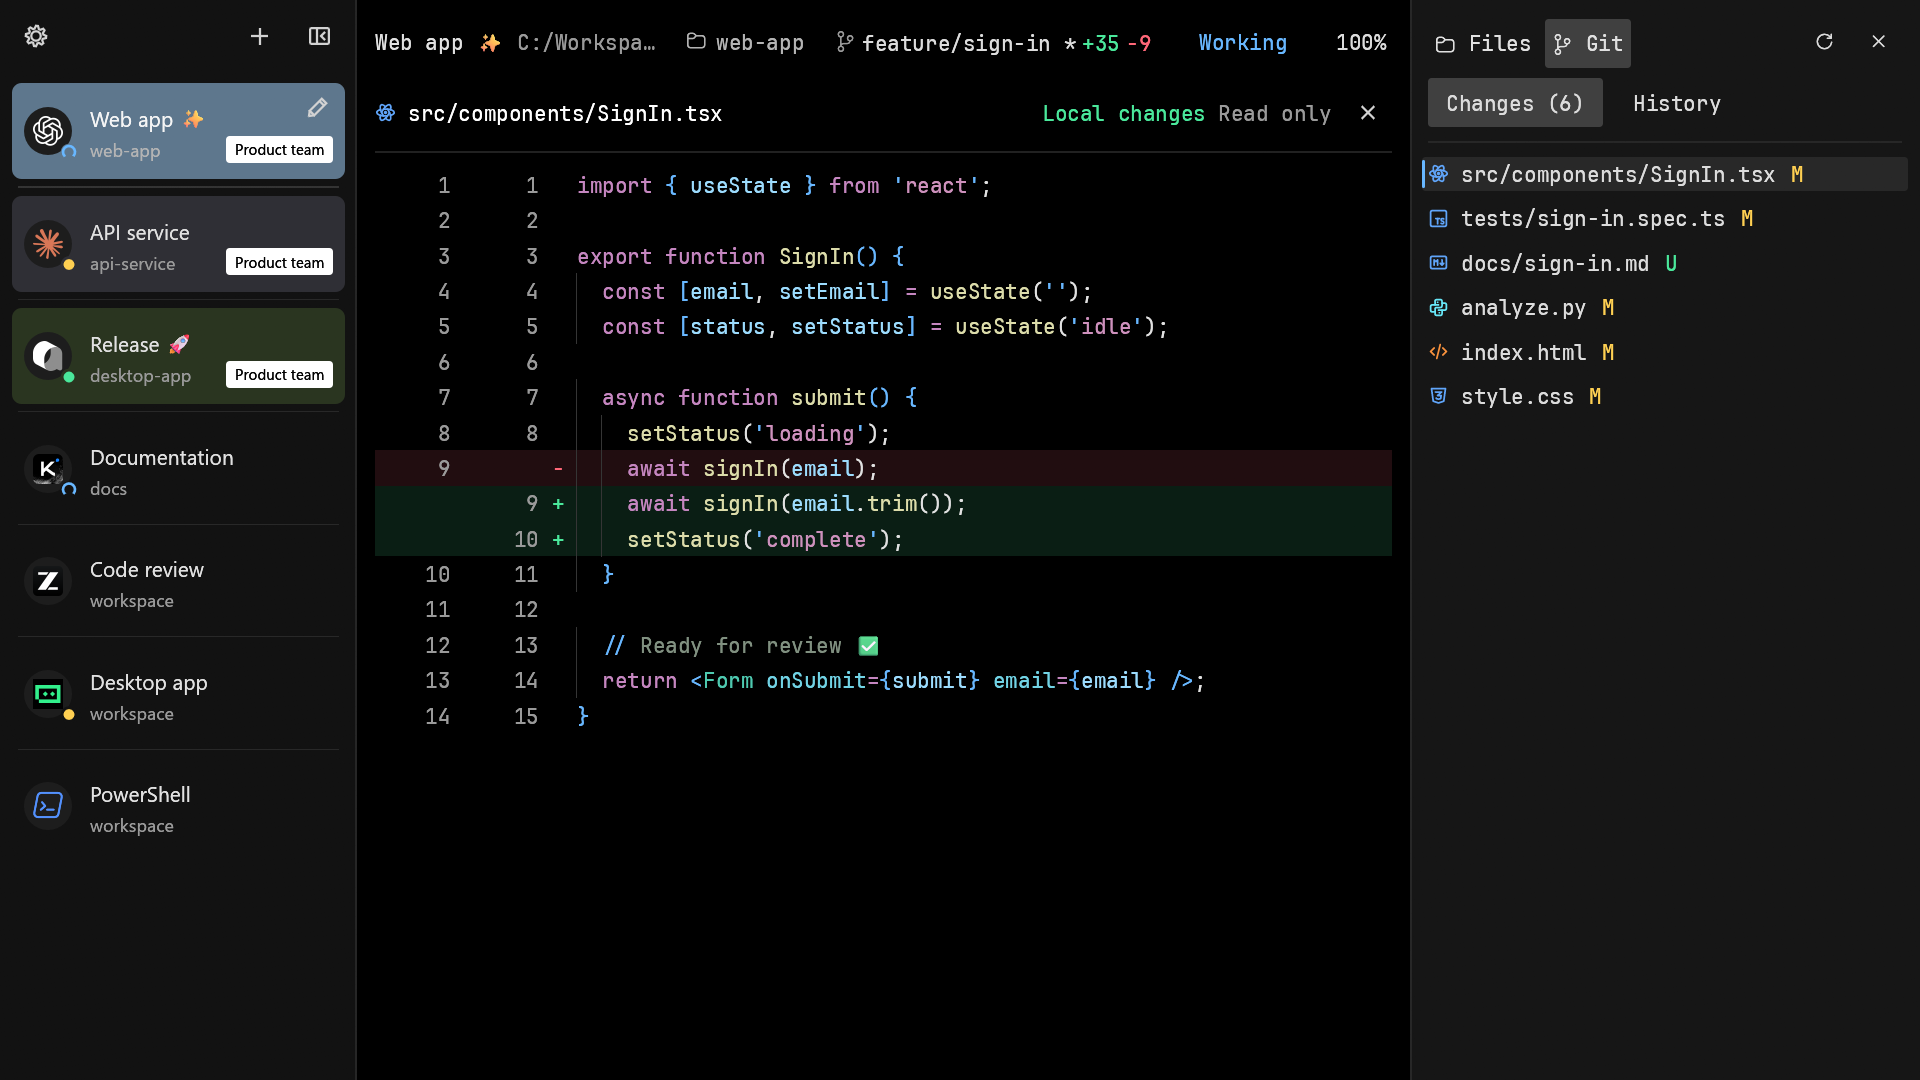 Web app ✨
web-app
Product team
API service
api-service
Product team
Release 🚀
desktop-app
Product team
Documentation
docs
Code review
workspace
Desktop app
workspace
PowerShell
workspace
Web app ✨ C:/Workspa… web-app feature/sign-in *+35 -9 Working 100%
src/components/SignIn.tsx Local changes Read only
1 1 import { useState } from 'react';
2 2
3 3 export function SignIn() {
4 4 const [email, setEmail] = useState('');
5 5 const [status, setStatus] = useState('idle');
6 6
7 7 async function submit() {
8 8 setStatus('loading');
9 - await signIn(email);
9 + await signIn(email.trim());
10 + setStatus('complete');
10 11 }
11 12
12 13 // Ready for review ✅
13 14 return <Form onSubmit={submit} email={email} />;
14 15 }
Files Git
Changes (6) History
src/components/SignIn.tsx M
tests/sign-in.spec.ts M
docs/sign-in.md U
analyze.py M
index.html M
style.css M